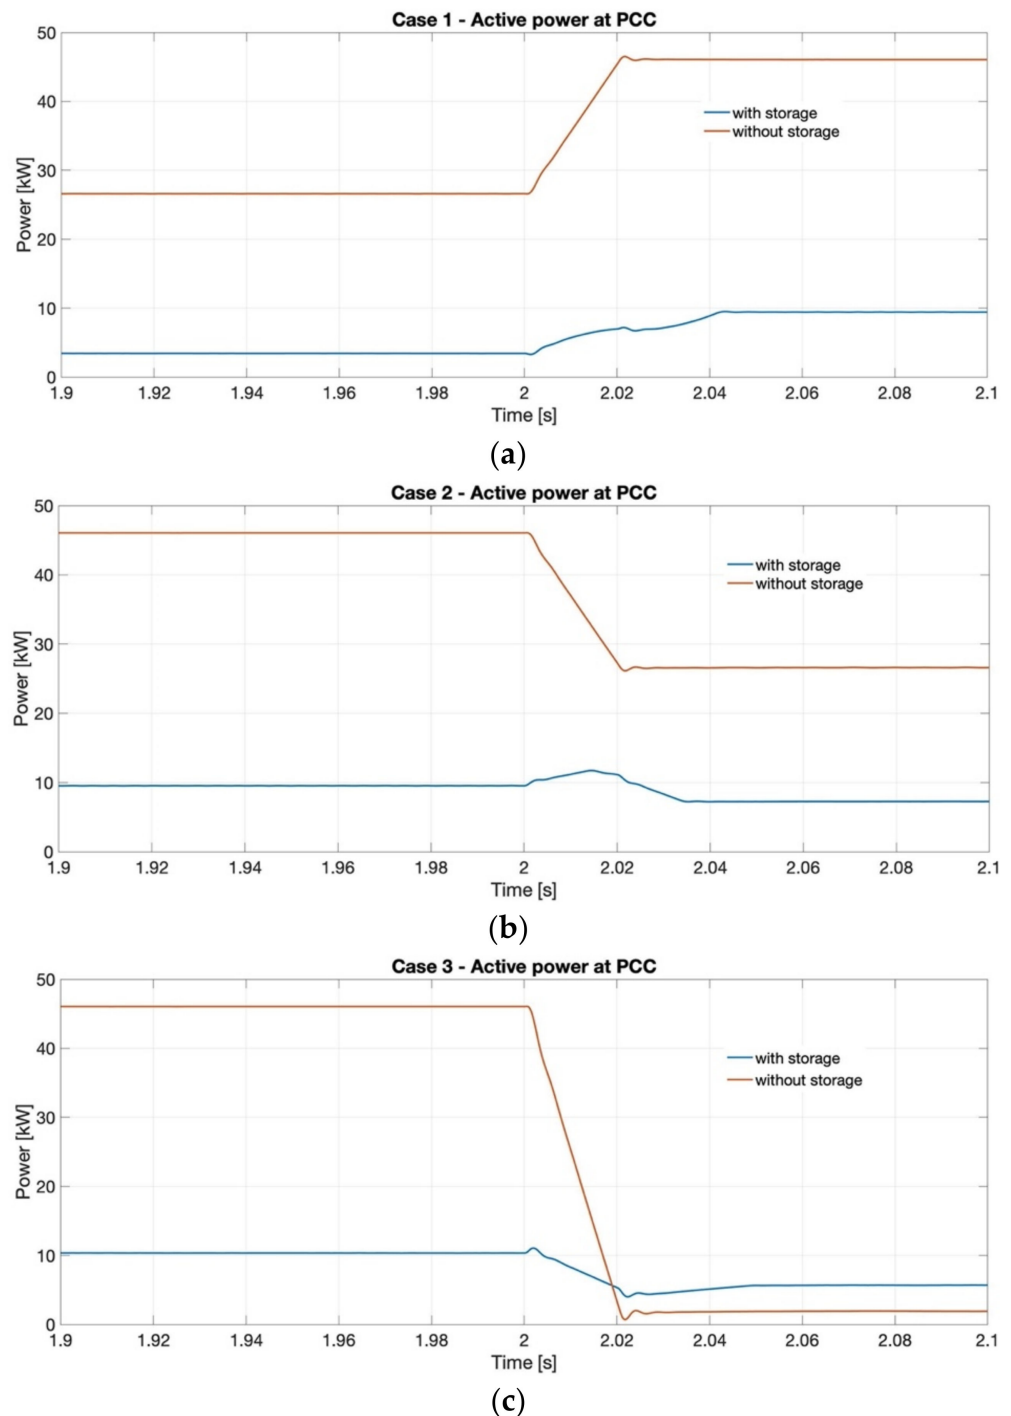 Case 1 - Active power at PCC
50
40
30
20
10
0
Power [kW]
with storage
without storage
1.9 1.92 1.94 1.96 1.98 2 2.02 2.04 2.06 2.08 2.1
Time [s]
(a)
Case 2 - Active power at PCC
50
40
30
20
10
0
Power [kW]
with storage
without storage
1.9 1.92 1.94 1.96 1.98 2 2.02 2.04 2.06 2.08 2.1
Time [s]
(b)
Case 3 - Active power at PCC
50
40
30
20
10
0
Power [kW]
with storage
without storage
1.9 1.92 1.94 1.96 1.98 2 2.02 2.04 2.06 2.08 2.1
Time [s]
(c)